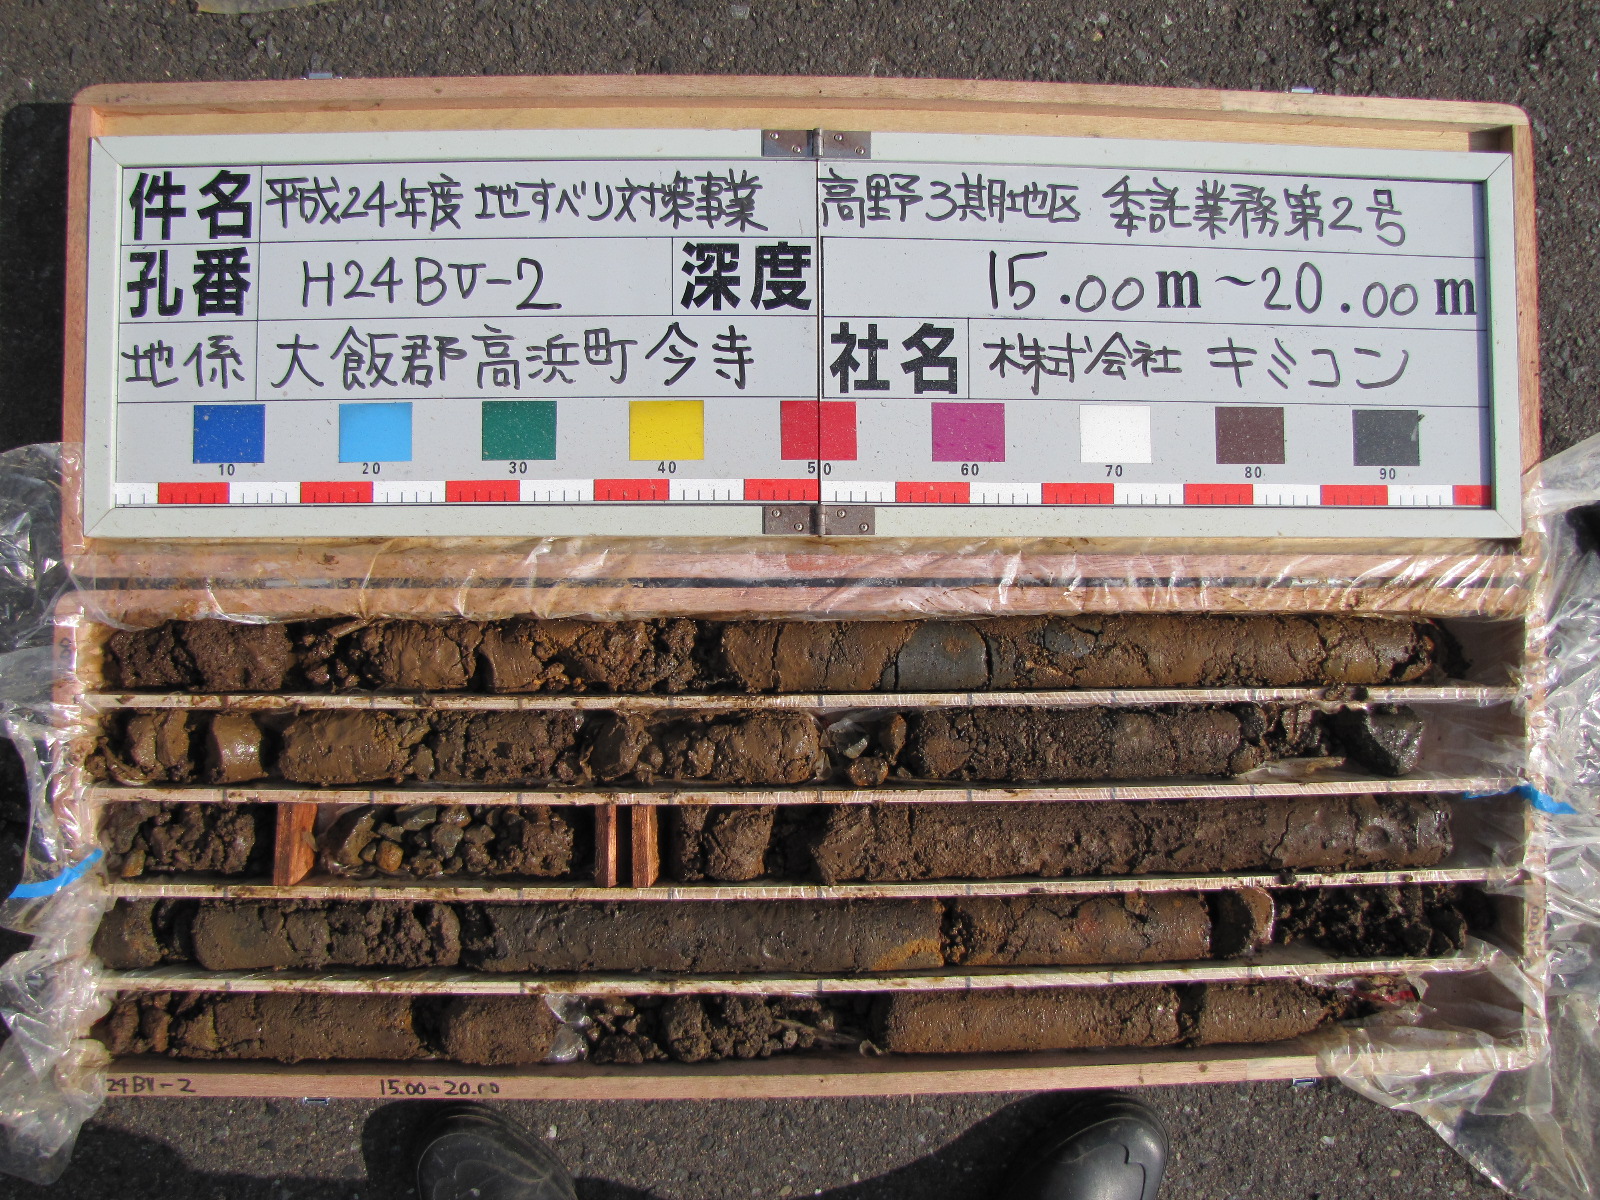 件名 平成24年度 地すべり対策事業 高野3期地区 委託業務第2号
孔番 H24BV-2 深度 15.00m~20.00m
地係 大飯郡高浜町今寺 社名 株式会社 キミコン
10 20 30 40 50 60 70 80 90
24BV-2 15.00-20.00